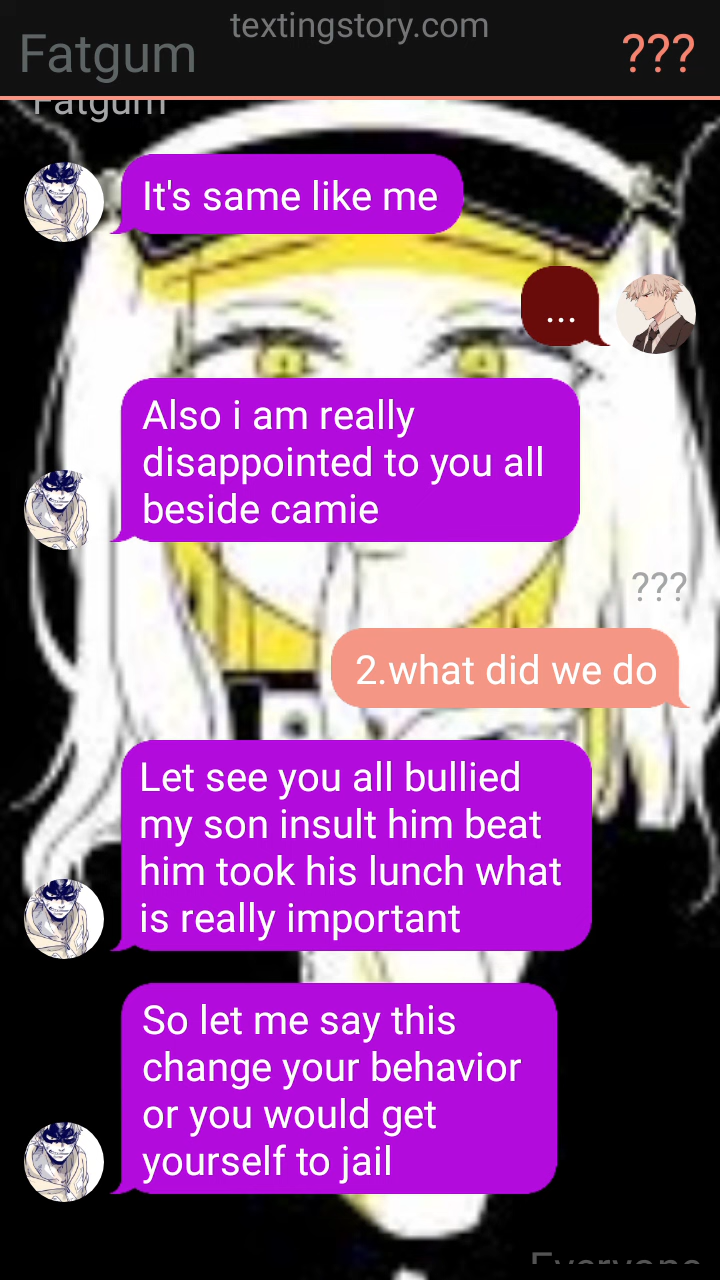 textingstory.com
Fatgum
???
Fatgum
It's same like me
...
Also i am really
disappointed to you all
beside camie
???
2.what did we do
Let see you all bullied
my son insult him beat
him took his lunch what
is really important
So let me say this
change your behavior
or you would get
yourself to jail
Everyone